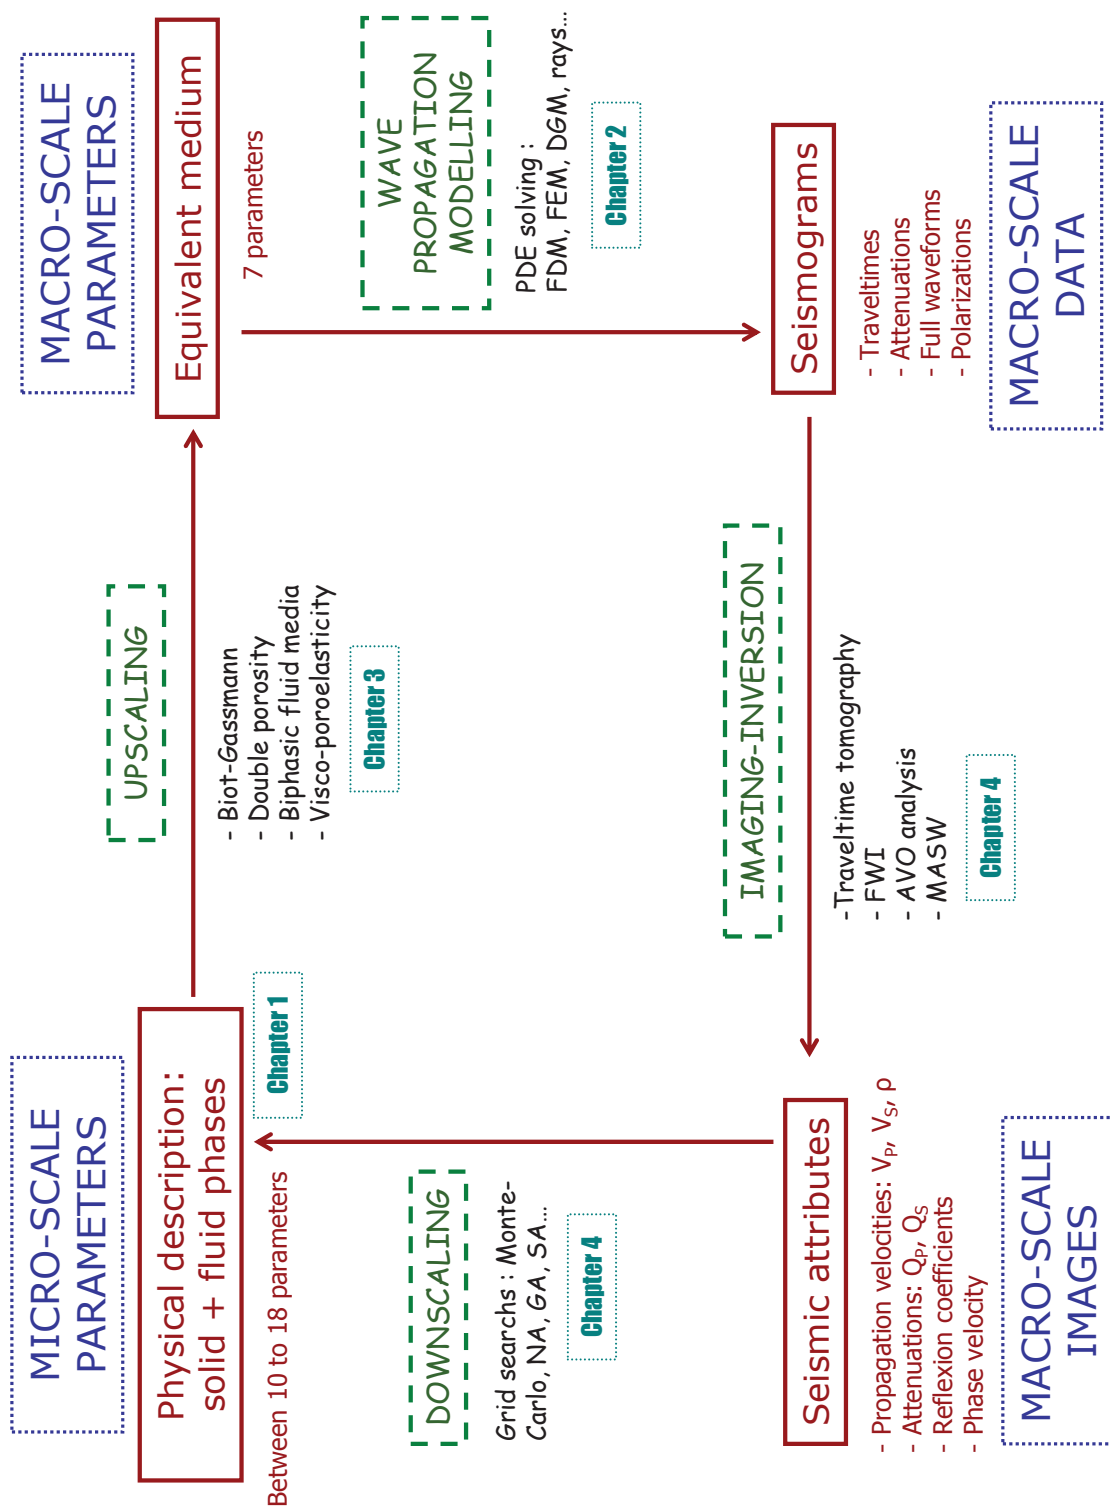 MICRO-SCALE
PARAMETERS
Physical description:
solid + fluid phases
Between 10 to 18 parameters
Chapter 1
UPSCALING
- Biot-Gassmann
- Double porosity
- Biphasic fluid media
- Visco-poroelasticity
Chapter 3
MACRO-SCALE
PARAMETERS
Equivalent medium
7 parameters
WAVE
PROPAGATION
MODELLING
PDE solving :
FDM, FEM, DGM, rays...
Chapter 2
DOWNSCALING
Grid searchs : Monte-
Carlo, NA, GA, SA...
Chapter 4
IMAGING-INVERSION
- Traveltime tomography
- FWI
- AVO analysis
- MASW
Chapter 4
Seismograms
- Traveltimes
- Attenuations
- Full waveforms
- Polarizations
MACRO-SCALE
DATA
Seismic attributes
- Propagation velocities: VP, VS, ρ
- Attenuations: QP, QS
- Reflexion coefficients
- Phase velocity
MACRO-SCALE
IMAGES